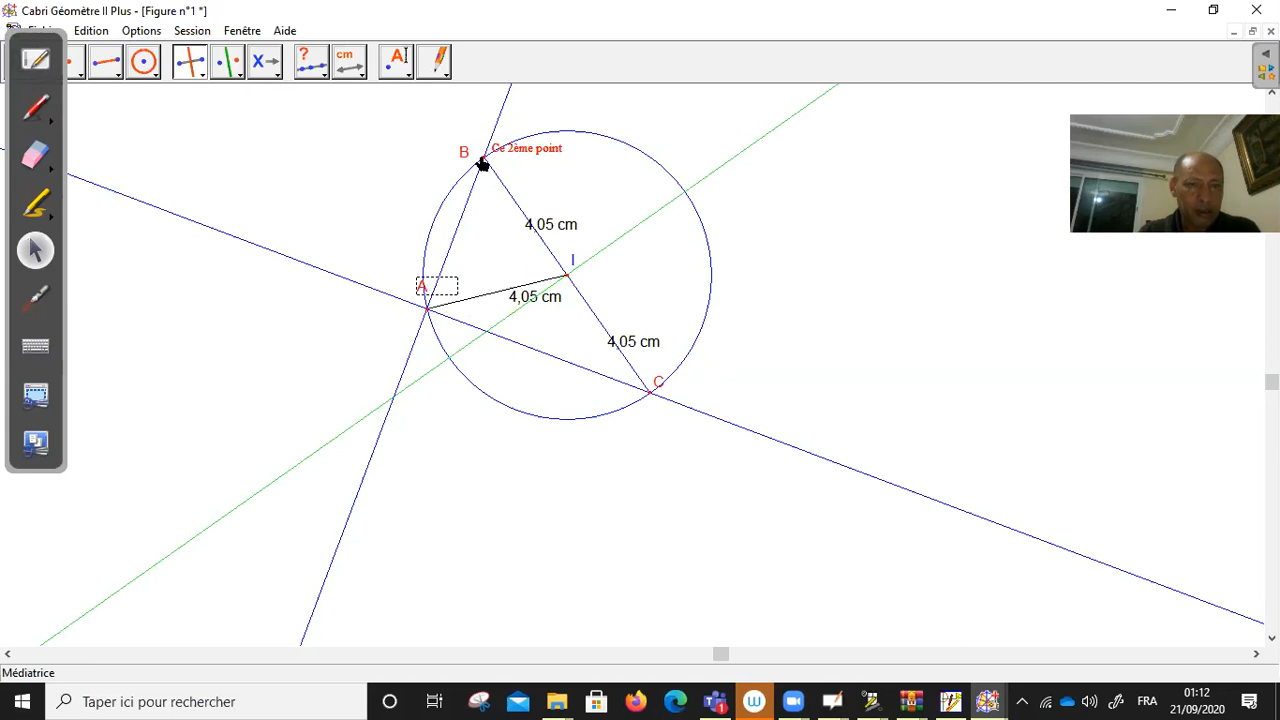 Cabri Géomètre II Plus - [Figure n°1 *]
Edition Options Session Fenêtre Aide
X
? cm A
B Ce 2ème point
4.05 cm
I
A
4,05 cm
4.05 cm
C
Médiatrice
Taper ici pour rechercher
W
FRA
01:12
21/09/2020